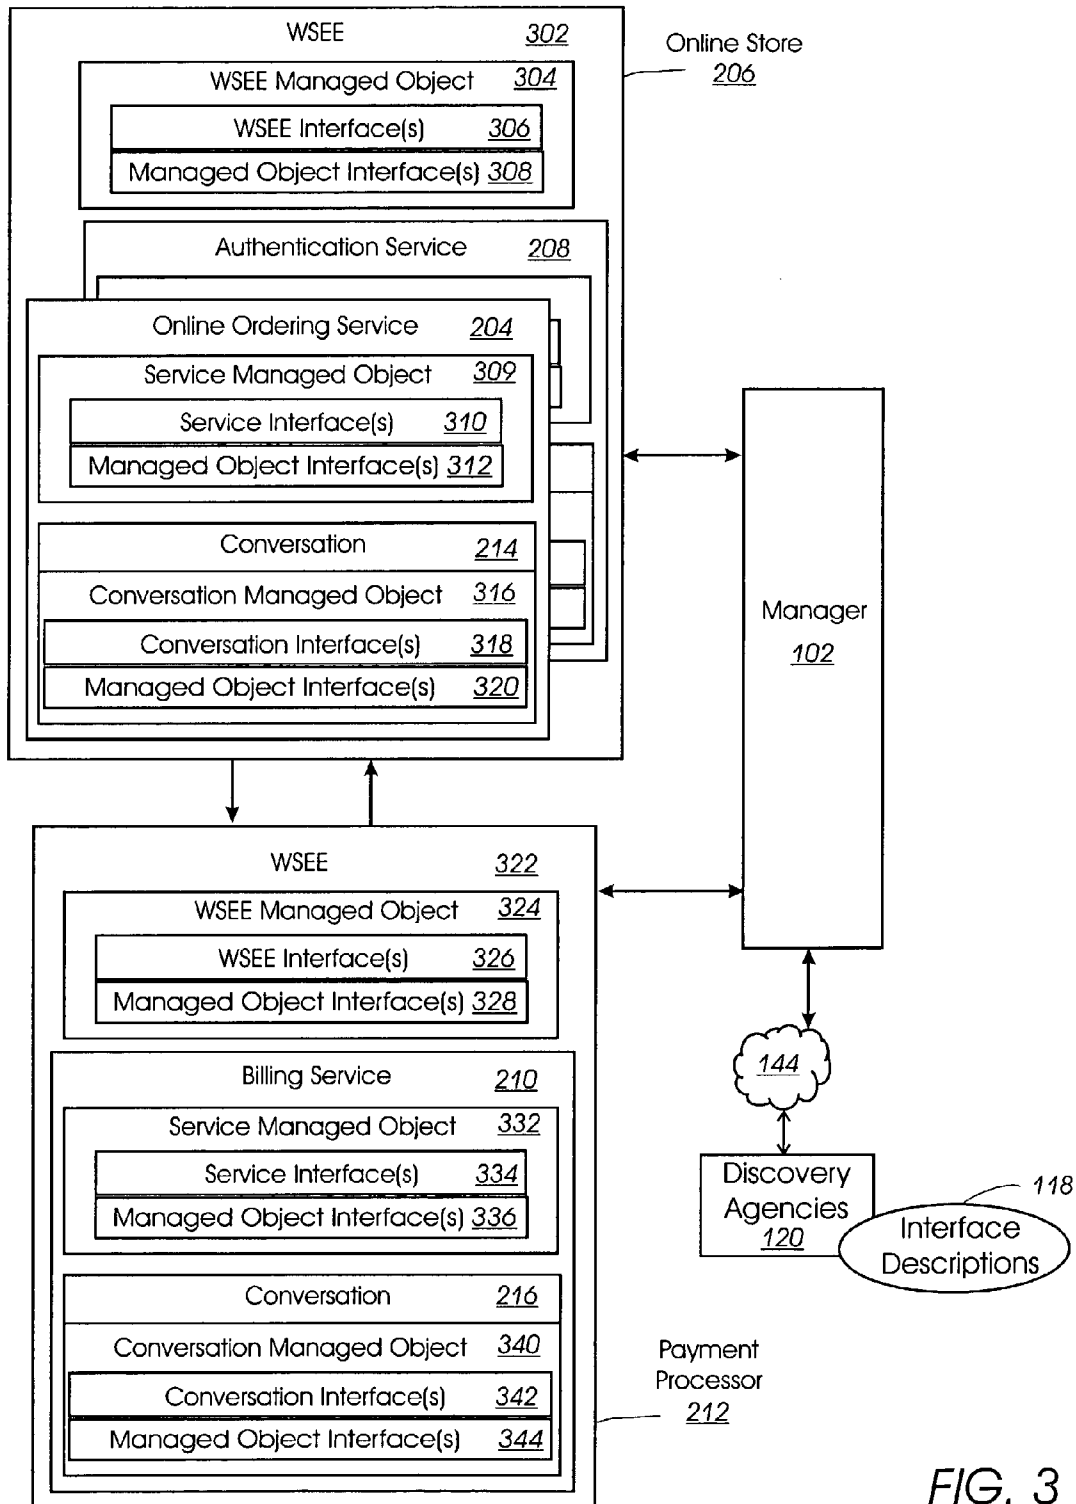 WSEE 302
WSEE Managed Object 304
WSEE Interface(s) 306
Managed Object Interface(s) 308
Authentication Service 208
Online Ordering Service 204
Service Managed Object 309
Service Interface(s) 310
Managed Object Interface(s) 312
Conversation 214
Conversation Managed Object 316
Conversation Interface(s) 318
Managed Object Interface(s) 320
Online Store
206
Manager
102
WSEE 322
WSEE Managed Object 324
WSEE Interface(s) 326
Managed Object Interface(s) 328
Billing Service 210
Service Managed Object 332
Service Interface(s) 334
Managed Object Interface(s) 336
Conversation 216
Conversation Managed Object 340
Conversation Interface(s) 342
Managed Object Interface(s) 344
144
Discovery
Agencies
120
118
Interface
Descriptions
Payment
Processor
212
FIG. 3